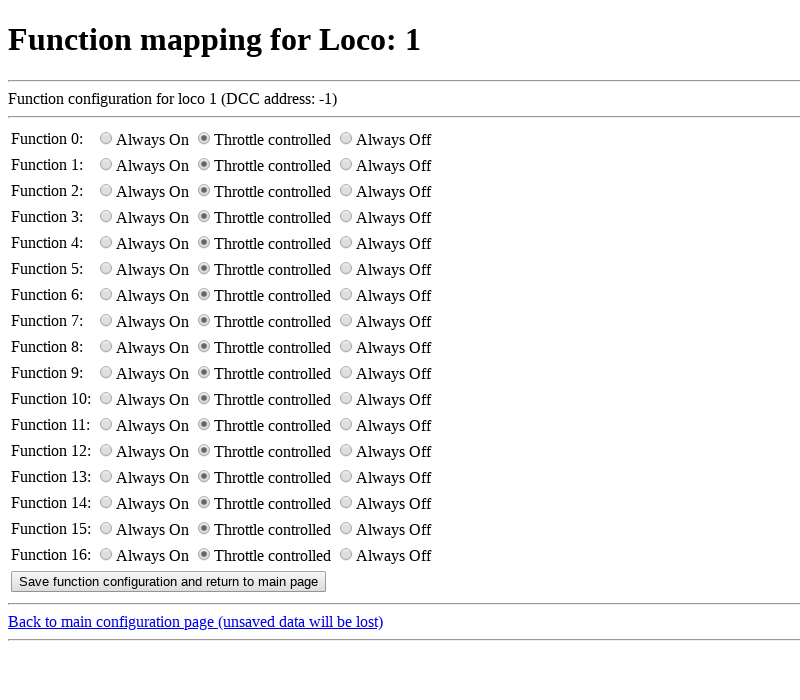 Function mapping for Loco: 1
Function configuration for loco 1 (DCC address: -1)
Function 0: Always On Throttle controlled Always Off
Function 1: Always On Throttle controlled Always Off
Function 2: Always On Throttle controlled Always Off
Function 3: Always On Throttle controlled Always Off
Function 4: Always On Throttle controlled Always Off
Function 5: Always On Throttle controlled Always Off
Function 6: Always On Throttle controlled Always Off
Function 7: Always On Throttle controlled Always Off
Function 8: Always On Throttle controlled Always Off
Function 9: Always On Throttle controlled Always Off
Function 10: Always On Throttle controlled Always Off
Function 11: Always On Throttle controlled Always Off
Function 12: Always On Throttle controlled Always Off
Function 13: Always On Throttle controlled Always Off
Function 14: Always On Throttle controlled Always Off
Function 15: Always On Throttle controlled Always Off
Function 16: Always On Throttle controlled Always Off
Save function configuration and return to main page
Back to main configuration page (unsaved data will be lost)